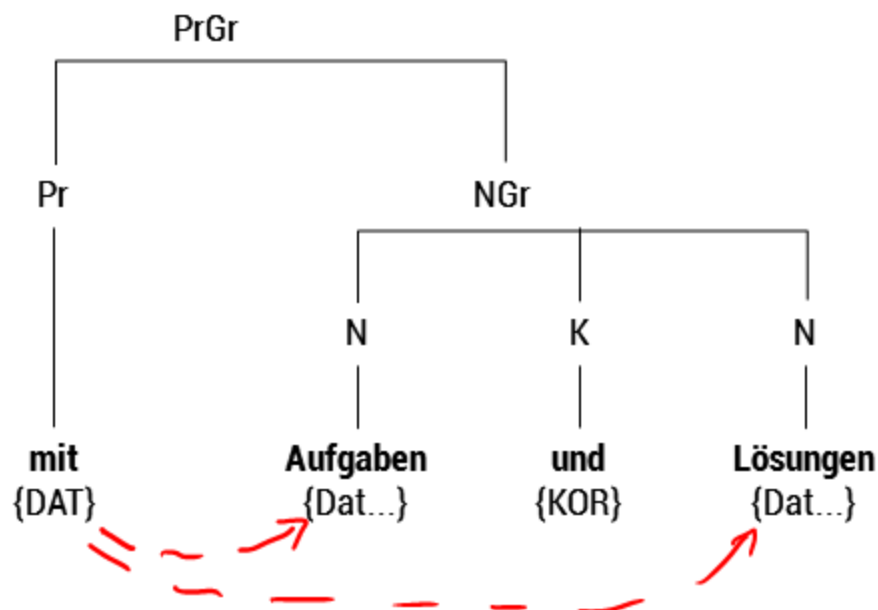 PrGr
Pr NGr
N K N
mit Aufgaben und Lösungen
{DAT} {Dat...} {KOR} {Dat...}